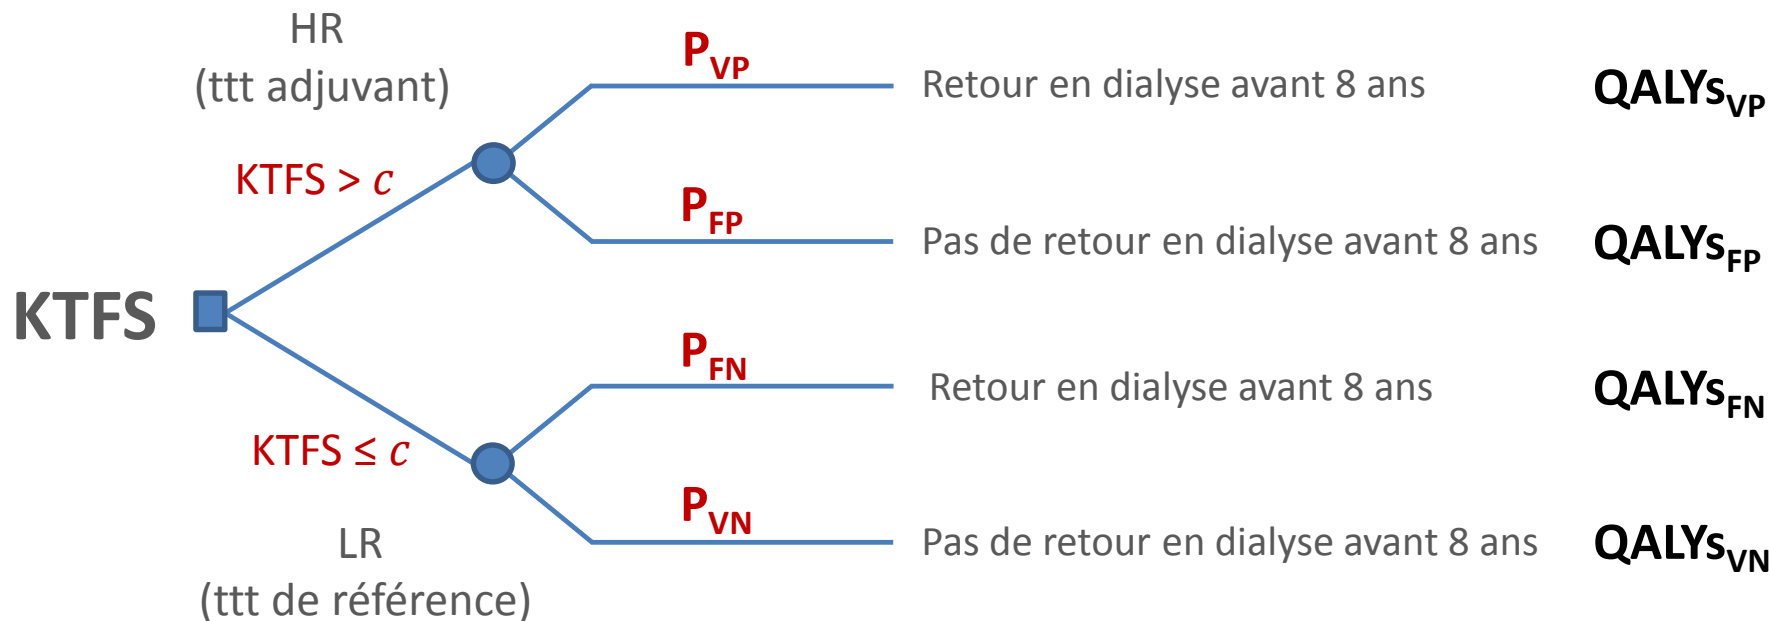 HR
(ttt adjuvant)
P_VP
Retour en dialyse avant 8 ans
QALYs_VP
KTFS > c
P_FP
Pas de retour en dialyse avant 8 ans
QALYs_FP
KTFS
P_FN
Retour en dialyse avant 8 ans
QALYs_FN
KTFS ≤ c
P_VN
Pas de retour en dialyse avant 8 ans
QALYs_VN
LR
(ttt de référence)